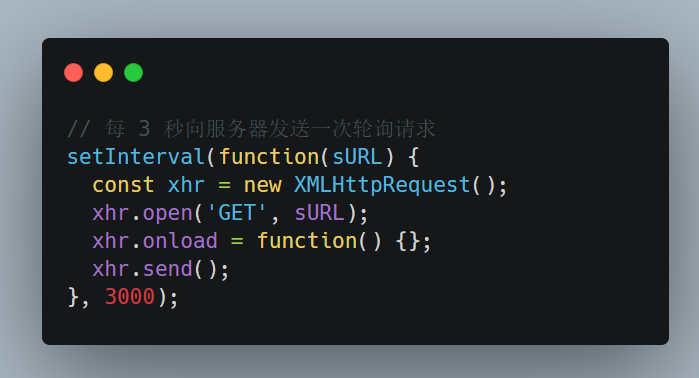 // 每 3 秒向服务器发送一次轮询请求
setInterval(function(sURL) {
  const xhr = new XMLHttpRequest();
  xhr.open('GET', sURL);
  xhr.onload = function() {};
  xhr.send();
}, 3000);